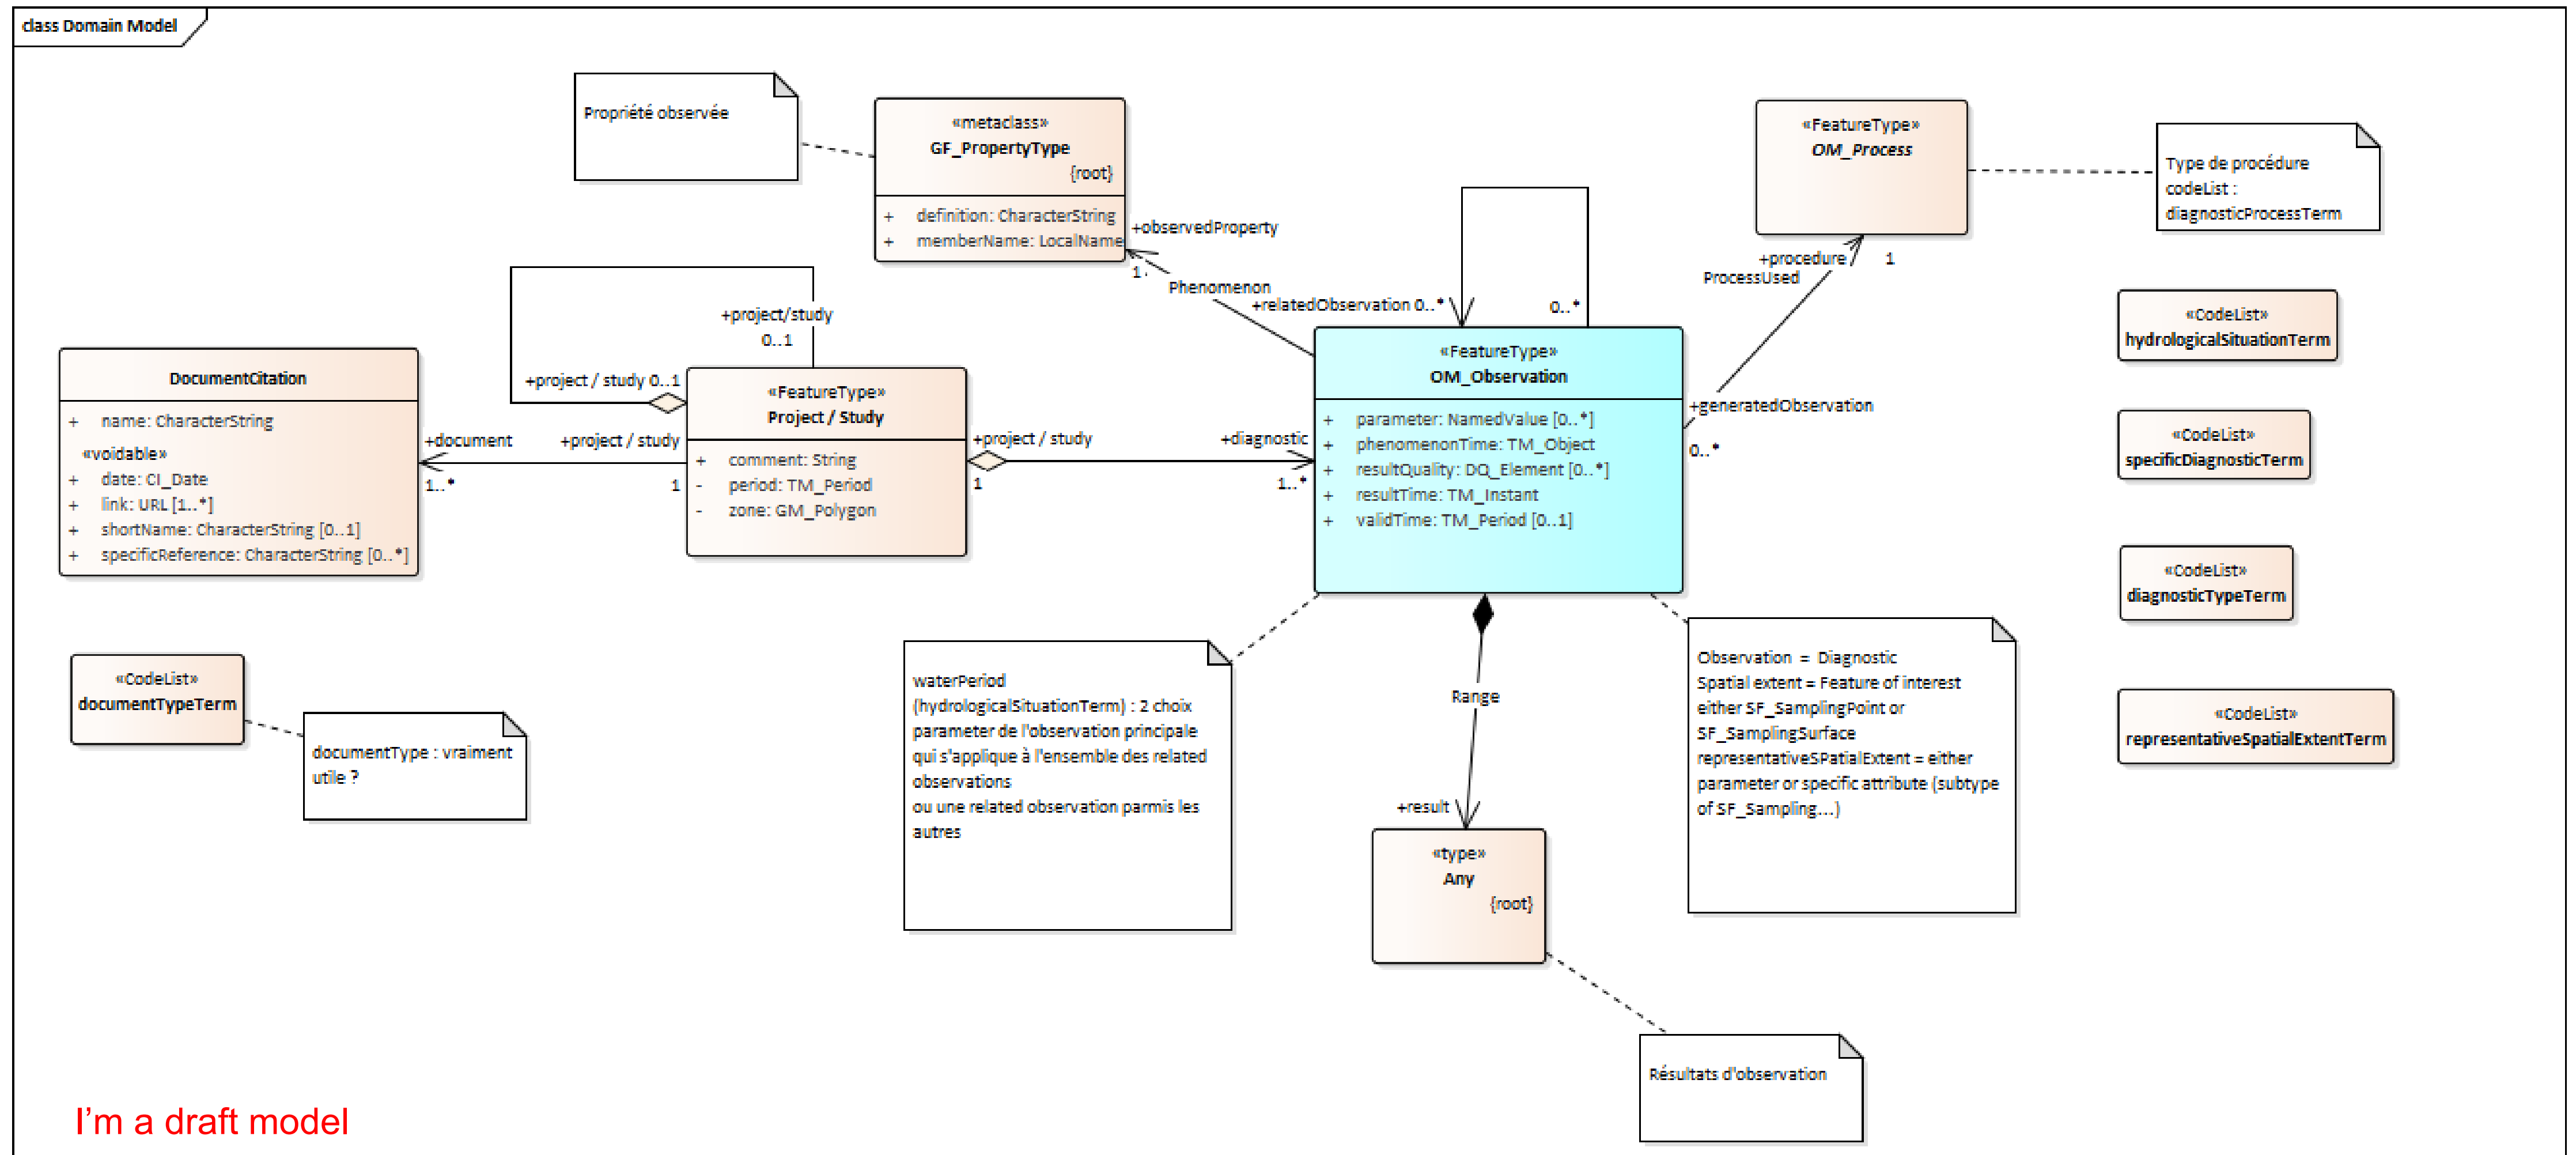 class Domain Model
Propriété observée
«metaclass»
GF_PropertyType
{root}
+ definition: CharacterString
+ memberName: LocalName
«FeatureType»
OM_Process
Type de procédure
codeList :
diagnosticProcessTerm
+observedProperty
1
Phenomenon
+relatedObservation 0..*
0..*
+procedure
1
ProcessUsed
+generatedObservation
0..*
+project/study
0..1
+project / study 0..1
DocumentCitation
+ name: CharacterString
«voidable»
+ date: CI_Date
+ link: URL [1..*]
+ shortName: CharacterString [0..1]
+ specificReference: CharacterString [0..*]
+document
1..*
+project / study
1
«FeatureType»
Project / Study
+ comment: String
- period: TM_Period
- zone: GM_Polygon
+project / study
1
+diagnostic
1..*
«FeatureType»
OM_Observation
+ parameter: NamedValue [0..*]
+ phenomenonTime: TM_Object
+ resultQuality: DQ_Element [0..*]
+ resultTime: TM_Instant
+ validTime: TM_Period [0..1]
«CodeList»
hydrologicalSituationTerm
«CodeList»
specificDiagnosticTerm
«CodeList»
diagnosticTypeTerm
«CodeList»
representativeSpatialExtentTerm
«CodeList»
documentTypeTerm
documentType : vraiment
utile ?
waterPeriod
(hydrologicalSituationTerm) : 2 choix
parameter de l'observation principale
qui s'applique à l'ensemble des related
observations
ou une related observation parmis les
autres
Range
+result
Observation = Diagnostic
Spatial extent = Feature of interest
either SF_SamplingPoint or
SF_SamplingSurface
representativeSPatialExtent = either
parameter or specific attribute (subtype
of SF_Sampling...)
«type»
Any
{root}
Résultats d'observation
I'm a draft model